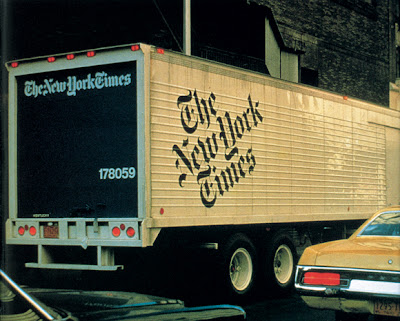 The New York Times
178059
The
New York
Times